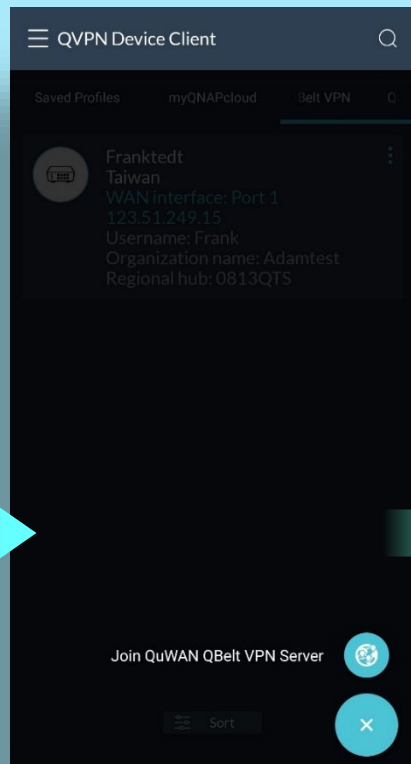 QVPN Device Client
Saved Profiles myQNAPcloud Belt VPN Q
Franktedt
Taiwan
WAN interface: Port 1
123.51.249.15
Username: Frank
Organization name: Adamtest
Regional hub: 0813QTS
Join QuWAN QBelt VPN Server
Sort